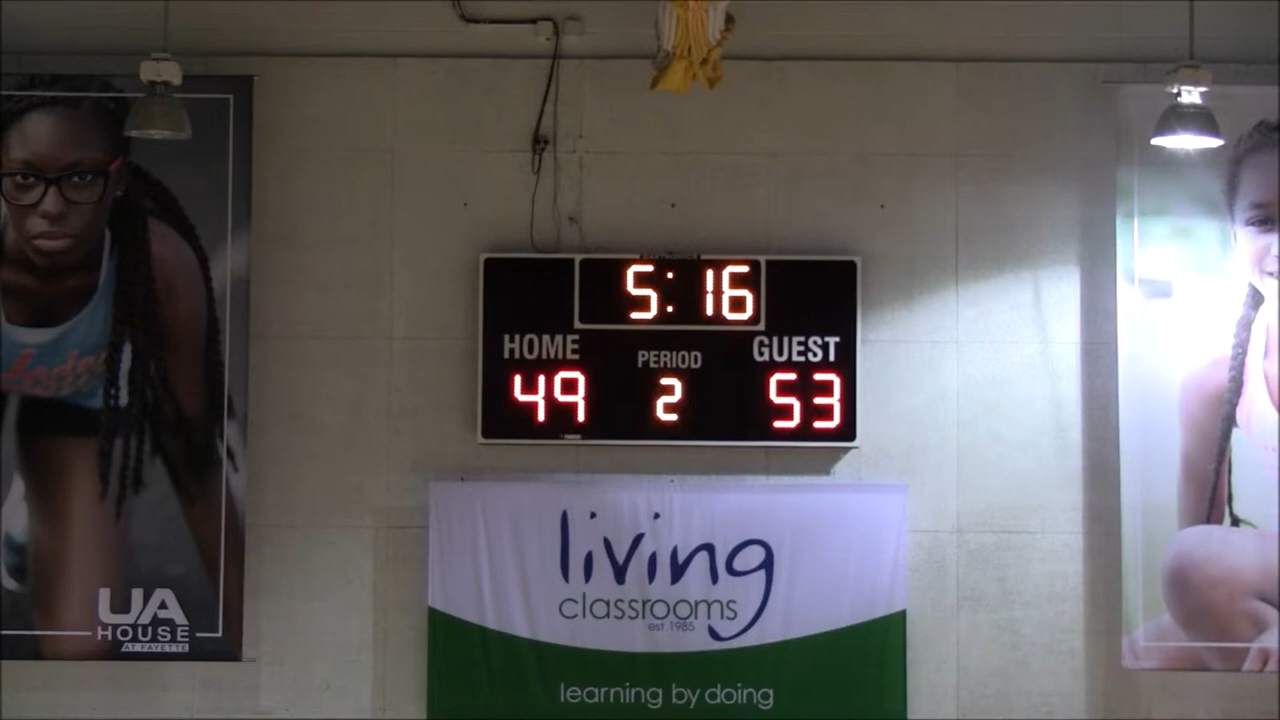 5:16
HOME PERIOD GUEST
49 2 53
living
classrooms
est.1985
learning by doing
UA
HOUSE
AT FAYETTE